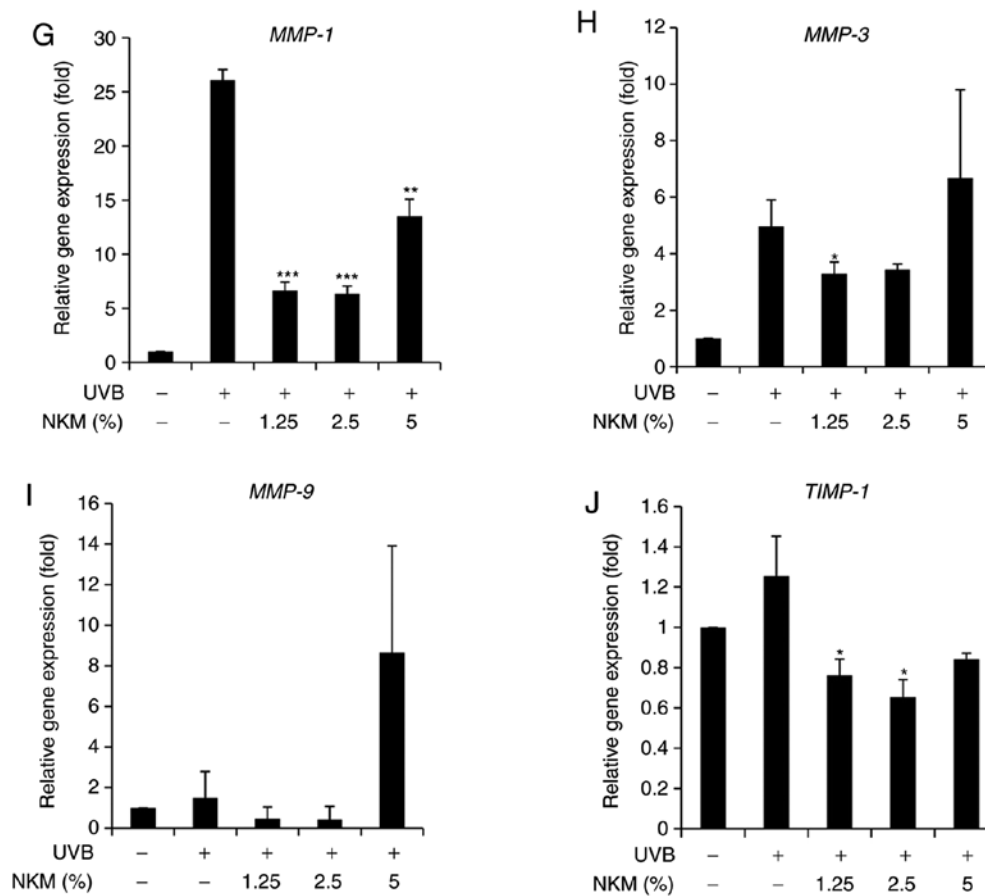 G
MMP-1
Relative gene expression (fold)
30
25
20
15
10
5
0
***
***
**
UVB – + + + +
NKM (%) – – 1.25 2.5 5
H
MMP-3
Relative gene expression (fold)
12
10
8
6
4
2
0
*
UVB – + + + +
NKM (%) – – 1.25 2.5 5
I
MMP-9
Relative gene expression (fold)
16
14
12
10
8
6
4
2
0
UVB – + + + +
NKM (%) – – 1.25 2.5 5
J
TIMP-1
Relative gene expression (fold)
1.6
1.4
1.2
1
0.8
0.6
0.4
0.2
0
*
*
UVB – + + + +
NKM (%) – – 1.25 2.5 5